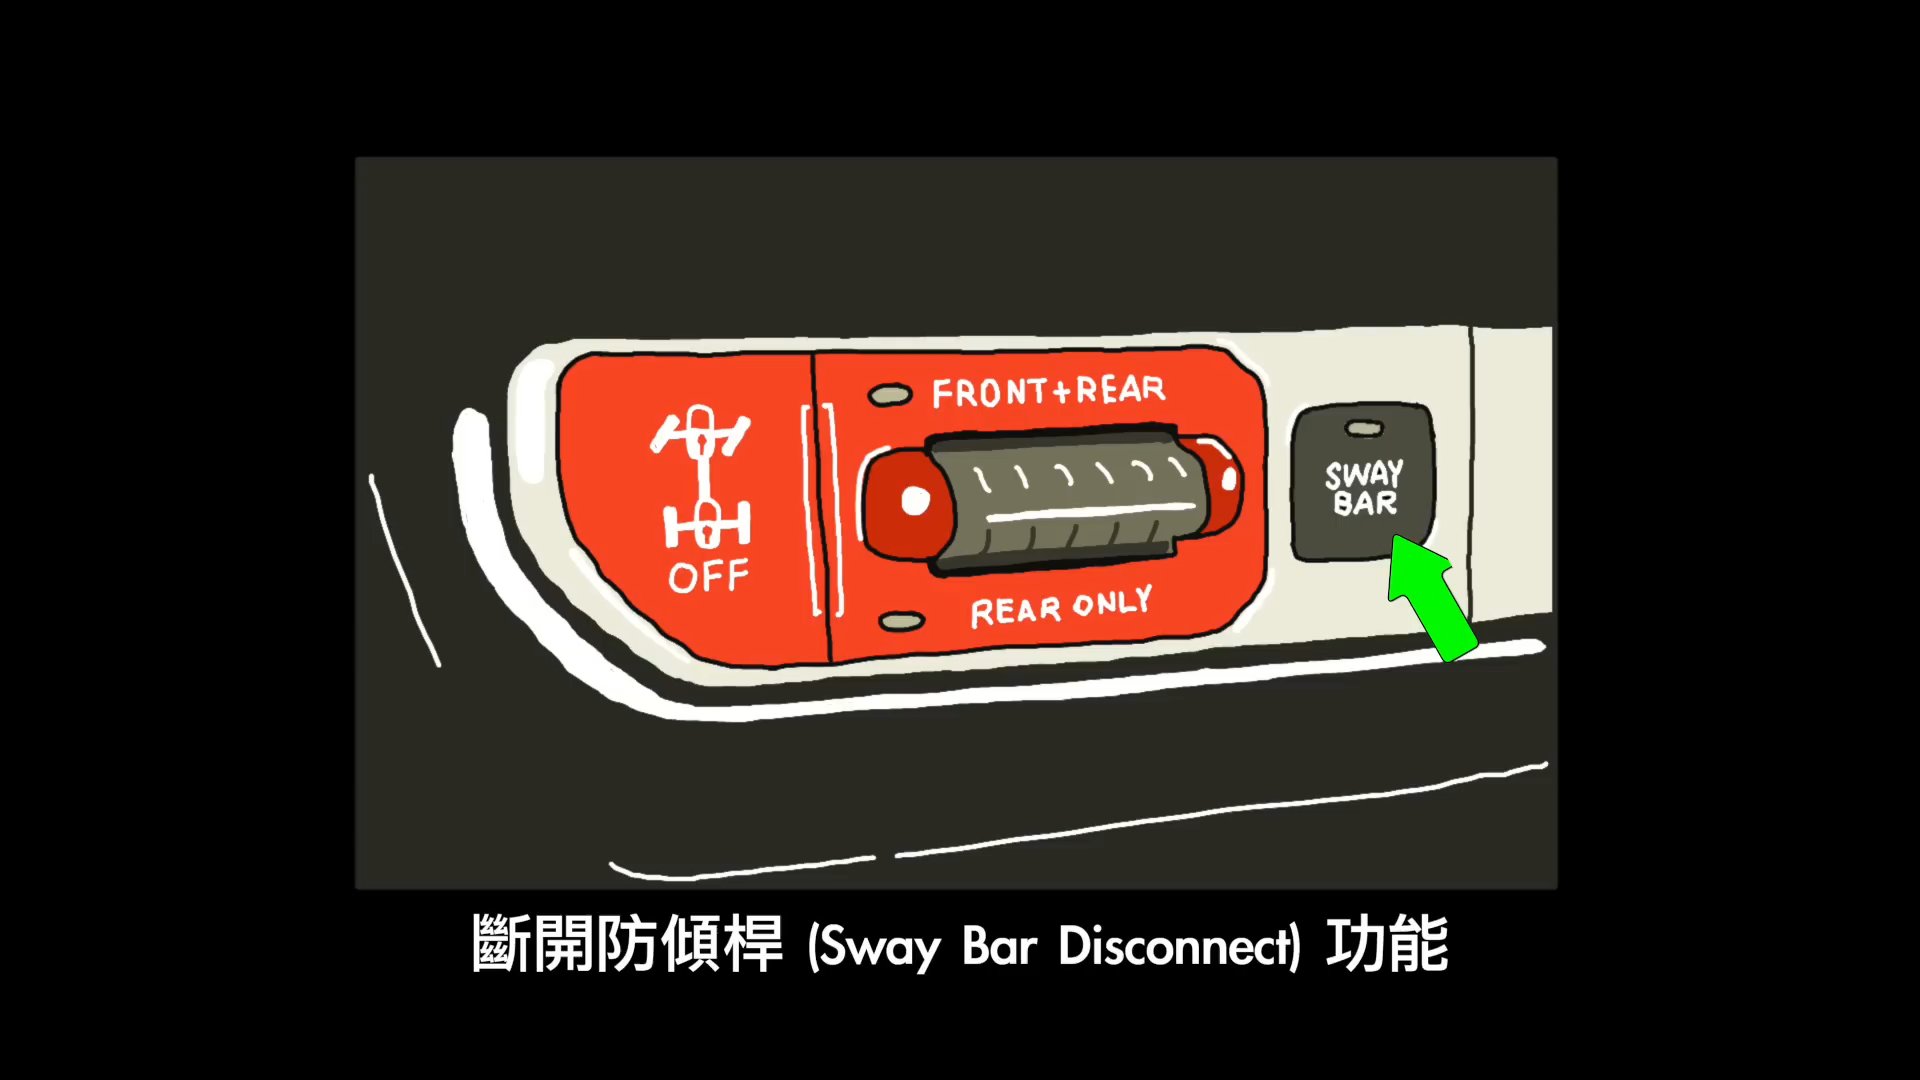 FRONT+REAR
OFF
REAR ONLY
SWAY
BAR
斷開防傾桿 (Sway Bar Disconnect) 功能